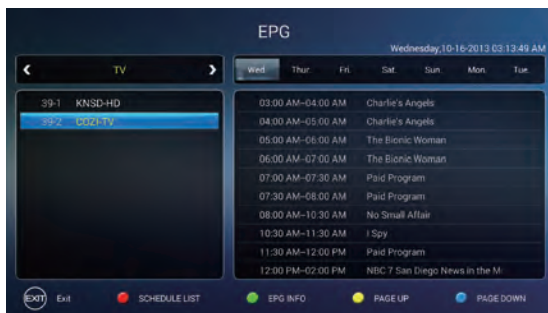 EPG
Wednesday,10-16-2013 03:13:49 AM
TV
Wed. Thur. Fri. Sat. Sun. Mon. Tue.
39-1 KNSD-HD
39-2 COZI-TV
03:00 AM–04:00 AM Charlie's Angels
04:00 AM–05:00 AM Charlie's Angels
05:00 AM–06:00 AM The Bionic Woman
06:00 AM–07:00 AM The Bionic Woman
07:00 AM–07:30 AM Paid Program
07:30 AM–08:00 AM Paid Program
08:00 AM–10:30 AM No Small Affair
10:30 AM–11:30 AM I Spy
11:30 AM–12:00 PM Paid Program
12:00 PM–02:00 PM NBC 7 San Diego News in the Mi
EXIT Exit SCHEDULE LIST EPG INFO PAGE UP PAGE DOWN